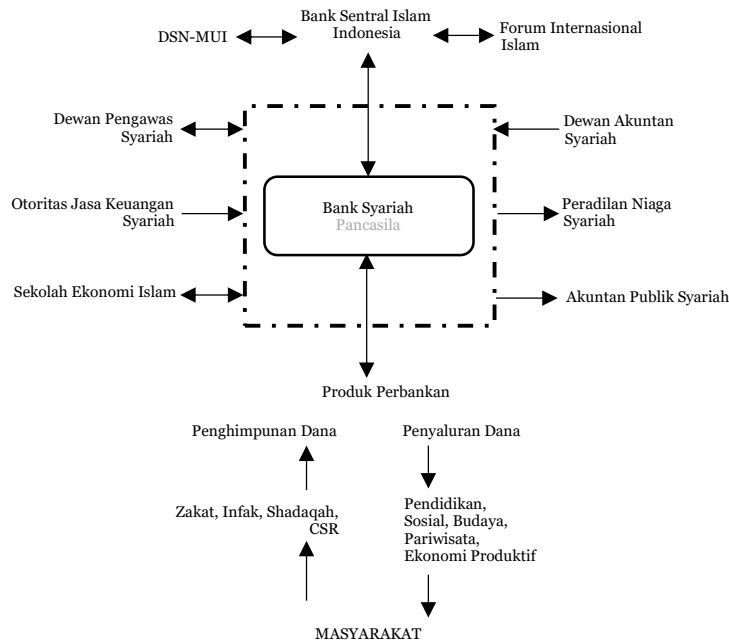 Bank Sentral Islam
Indonesia
DSN-MUI
Forum Internasional
Islam
Dewan Pengawas
Syariah
Dewan Akuntan
Syariah
Otoritas Jasa Keuangan
Syariah
Bank Syariah
Pancasila
Peradilan Niaga
Syariah
Sekolah Ekonomi Islam
Akuntan Publik Syariah
Produk Perbankan
Penghimpunan Dana
Penyaluran Dana
Zakat, Infak, Shadaqah,
CSR
Pendidikan,
Sosial, Budaya,
Pariwisata,
Ekonomi Produktif
MASYARAKAT